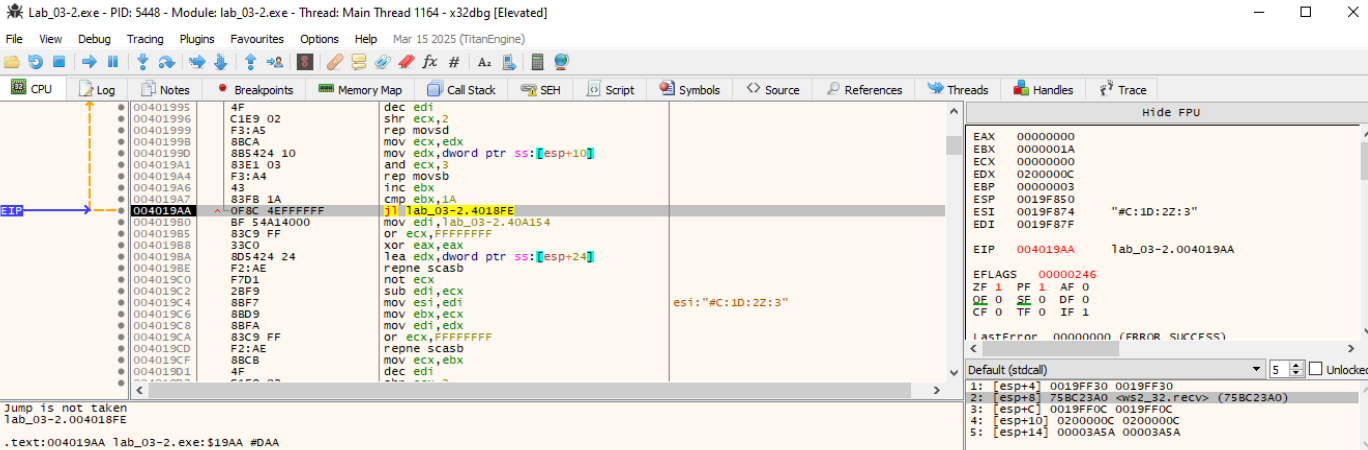 Lab_03-2.exe - PID: 5448 - Module: lab_03-2.exe - Thread: Main Thread 1164 - x32dbg [Elevated]
File View Debug Tracing Plugins Favourites Options Help Mar 15 2025 (TitanEngine)
CPU Log Notes Breakpoints Memory Map Call Stack SEH Script Symbols Source References Threads Handles Trace
00401995 4F dec edi
00401996 C1E9 02 shr ecx,2
00401999 F3:A5 rep movsd
0040199B 8BCA mov ecx,edx
0040199D 8B5424 10 mov edx,dword ptr ss:[esp+10]
004019A1 83E1 03 and ecx,3
004019A4 F3:A4 rep movsb
004019A6 43 inc ebx
004019A7 83FB 1A cmp ebx,1A
EIP 004019AA 0F8C 4EFFFFFF jl lab_03-2.4018FE
004019B0 BF 54A14000 mov edi,lab_03-2.40A154
004019B5 83C9 FF or ecx,FFFFFFFF
004019B8 33C0 xor eax,eax
004019BA 8D5424 24 lea edx,dword ptr ss:[esp+24]
004019BE F2:AE repne scasb
004019C0 F7D1 not ecx
004019C2 2BF9 sub edi,ecx
004019C4 8BF7 mov esi,edi esi:"#C:1D:2Z:3"
004019C6 8BD9 mov ebx,ecx
004019C8 8BFA mov edi,edx
004019CA 83C9 FF or ecx,FFFFFFFF
004019CD F2:AE repne scasb
004019CF 8BCB mov ecx,ebx
004019D1 4F dec edi
Hide FPU
EAX 00000000
EBX 0000001A
ECX 00000000
EDX 0200000C
EBP 00000003
ESP 0019F850
ESI 0019F874 "#C:1D:2Z:3"
EDI 0019F87F
EIP 004019AA lab_03-2.004019AA
EFLAGS 00000246
ZF 1 PF 1 AF 0
OF 0 SF 0 DF 0
CF 0 TF 0 IF 1
LastError 00000000 (ERROR_SUCCESS)
Default (stdcall) 5 Unlocked
1: [esp+4] 0019FF30 0019FF30
2: [esp+8] 75BC23A0 <ws2_32.recv> (75BC23A0)
3: [esp+C] 0019FF0C 0019FF0C
4: [esp+10] 0200000C 0200000C
5: [esp+14] 00003A5A 00003A5A
Jump is not taken
lab_03-2.004018FE
.text:004019AA lab_03-2.exe:$19AA #DAA